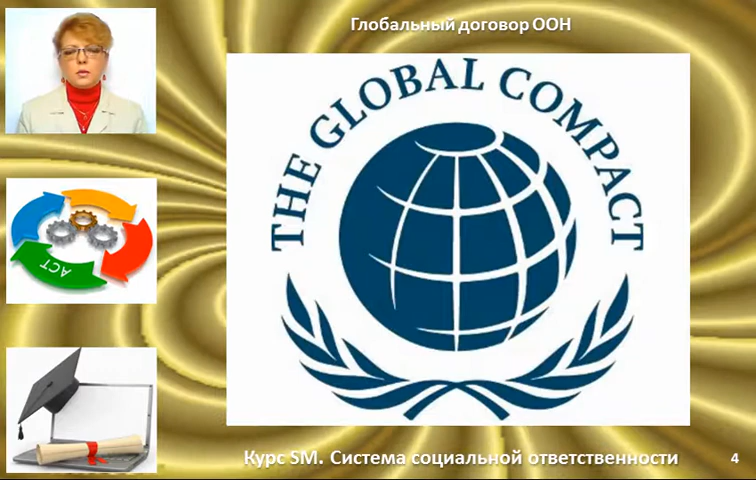 Глобальный договор ООН
THE GLOBAL COMPACT
ACT
Курс SM. Система социальной ответственности
4